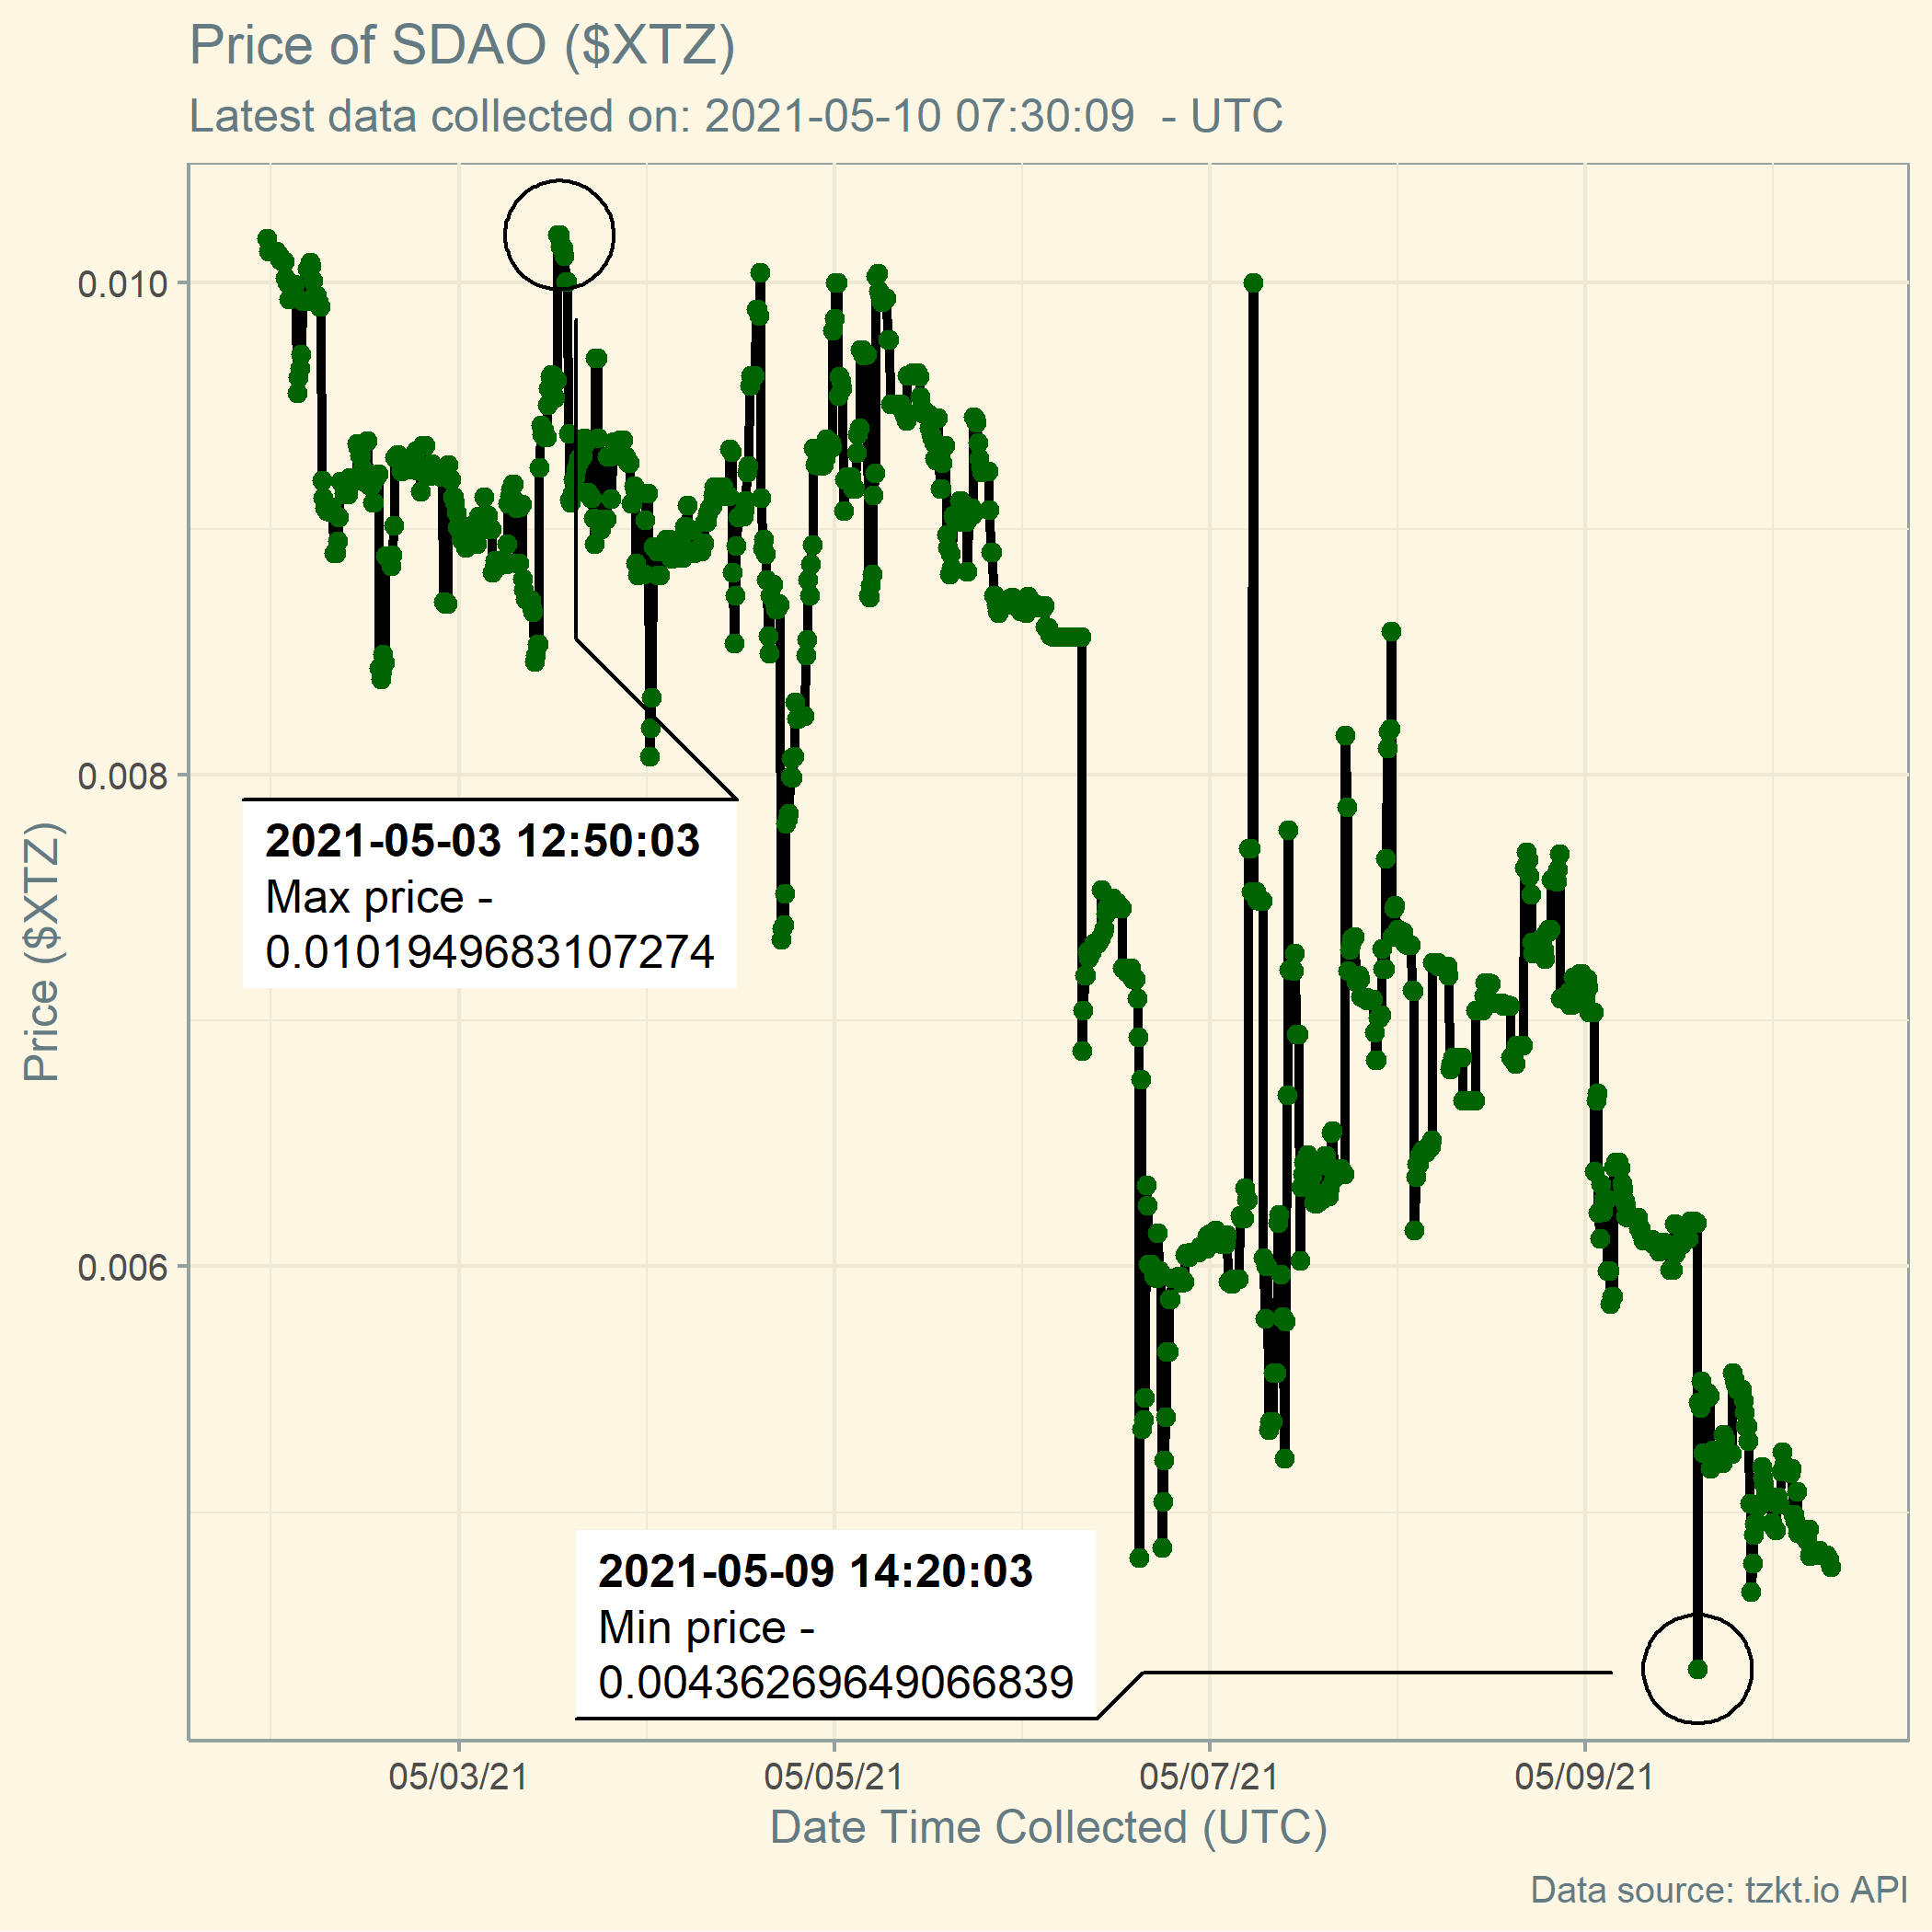 Price of SDAO ($XTZ)
Latest data collected on: 2021-05-10 07:30:09  - UTC
0.010
0.008
0.006
Price ($XTZ)
2021-05-03 12:50:03
Max price -
0.0101949683107274
2021-05-09 14:20:03
Min price -
0.00436269649066839
05/03/21
05/05/21
05/07/21
05/09/21
Date Time Collected (UTC)
Data source: tzkt.io API